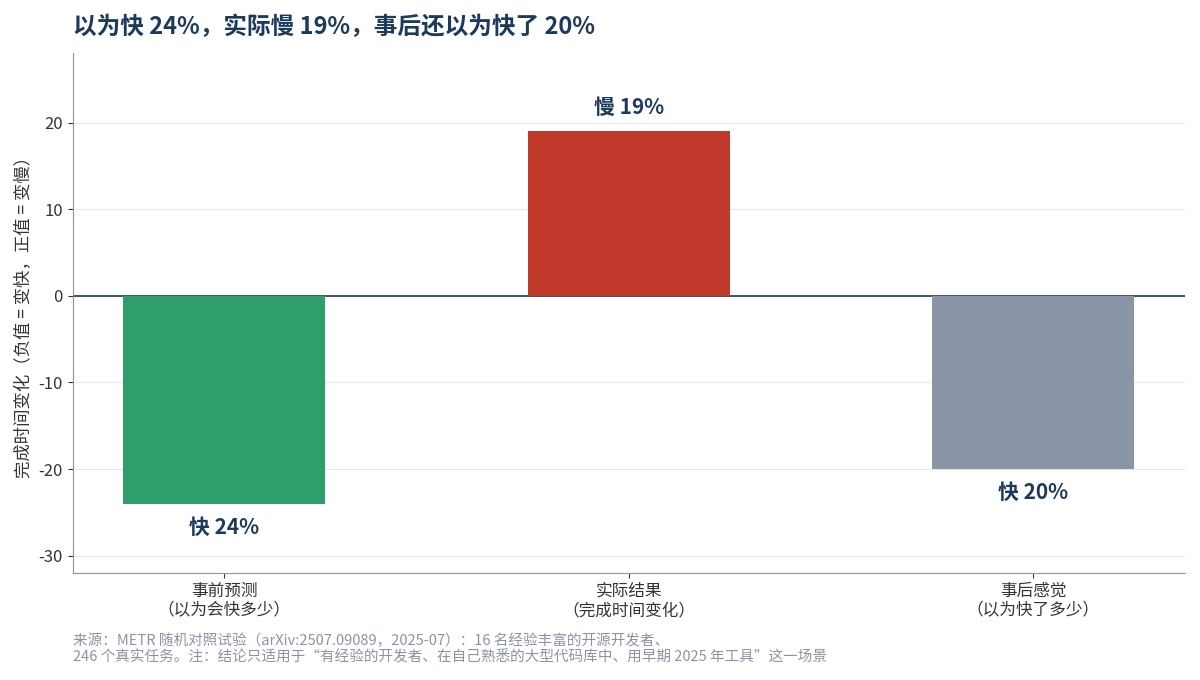 以为快 24%，实际慢 19%，事后还以为快了 20%
完成时间变化（负值 = 变快，正值 = 变慢）
20
10
0
-10
-20
-30
快 24%
慢 19%
快 20%
事前预测
（以为会快多少）
实际结果
（完成时间变化）
事后感觉
（以为快了多少）
来源：METR 随机对照试验（arXiv:2507.09089，2025-07）：16 名经验丰富的开源开发者、
246 个真实任务。注：结论只适用于“有经验的开发者、在自己熟悉的大型代码库中、用早期 2025 年工具”这一场景